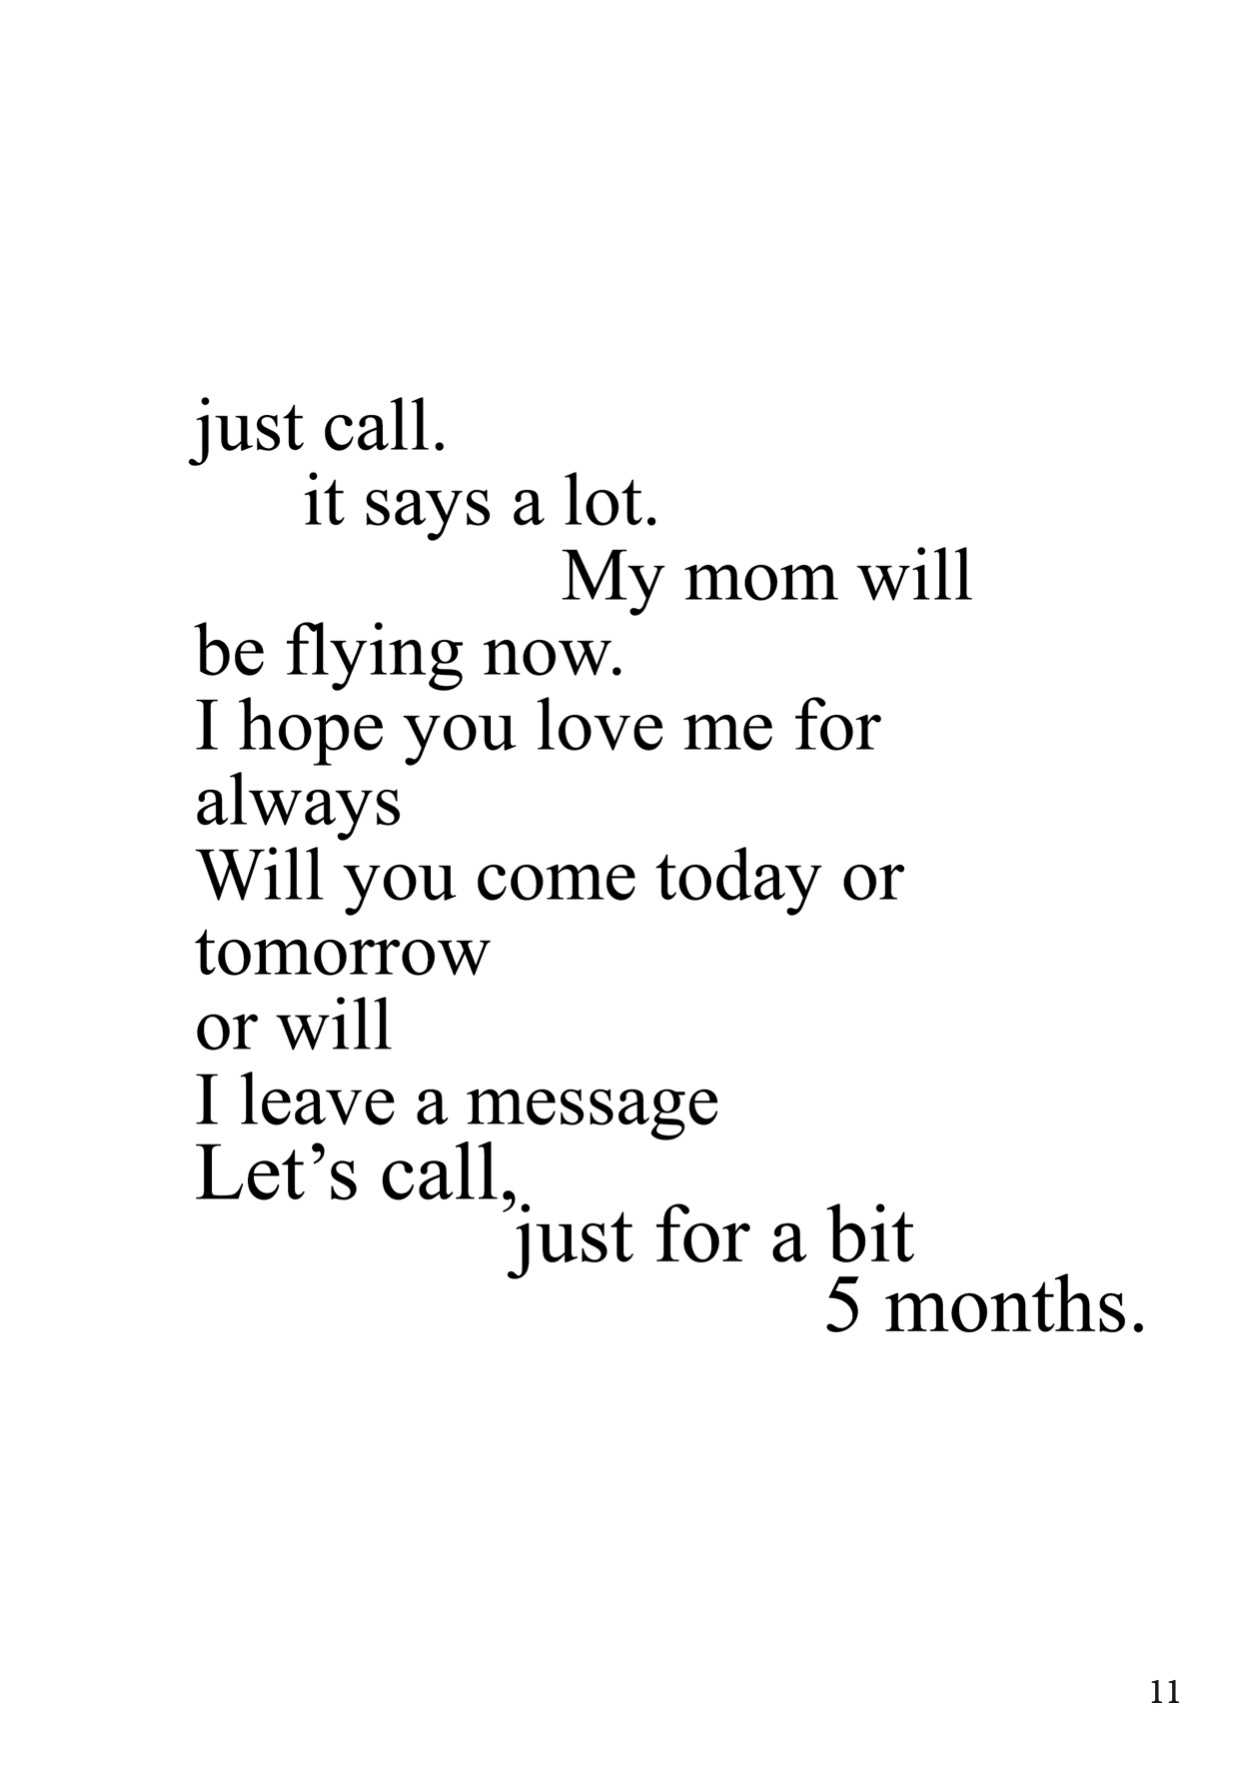 just call.
it says a lot.
My mom will
be flying now.
I hope you love me for
always
Will you come today or
tomorrow
or will
I leave a message
Let’s call,
just for a bit
5 months.
11